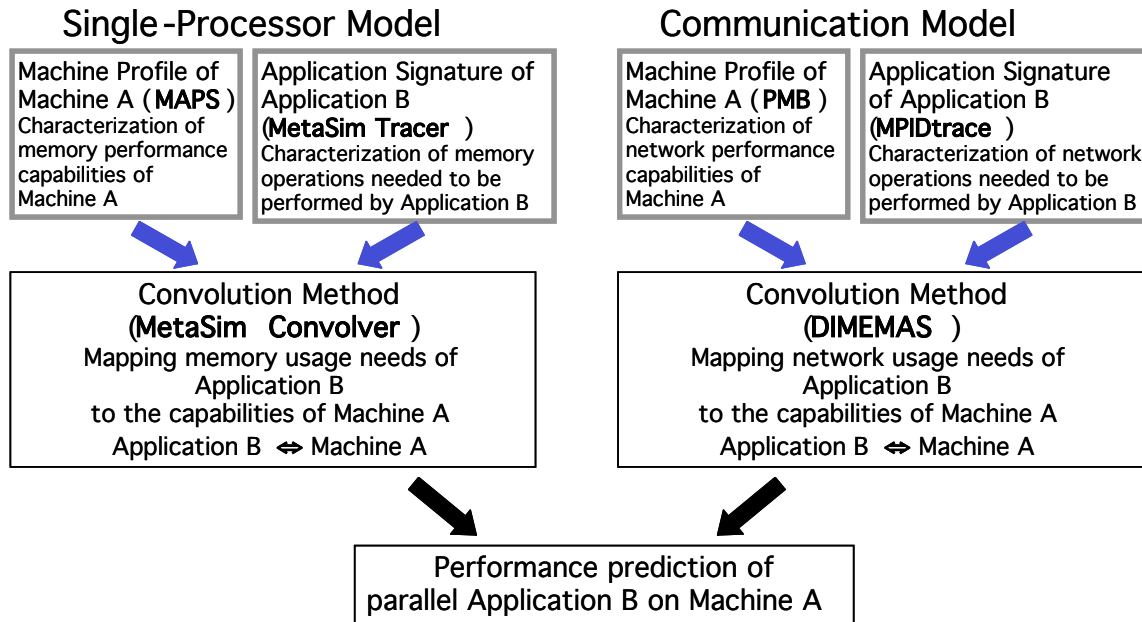 Single-Processor Model
Machine Profile of
Machine A (MAPS)
Characterization of
memory performance
capabilities of
Machine A
Application Signature of
Application B
(MetaSim Tracer )
Characterization of memory
operations needed to be
performed by Application B
Convolution Method
(MetaSim Convolver )
Mapping memory usage needs of
Application B
to the capabilities of Machine A
Application B ⇔ Machine A
Communication Model
Machine Profile of
Machine A (PMB)
Characterization of
network performance
capabilities of
Machine A
Application Signature
of Application B
(MPIDtrace )
Characterization of network
operations needed to be
performed by Application B
Convolution Method
(DIMEMAS )
Mapping network usage needs of
Application B
to the capabilities of Machine A
Application B ⇔ Machine A
Performance prediction of
parallel Application B on Machine A